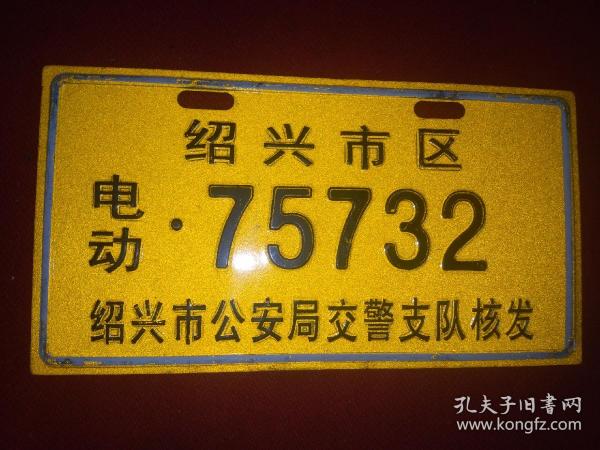 绍兴市区
电动·75732
绍兴市公安局交警支队核发
孔夫子旧书网
www.kongfz.com